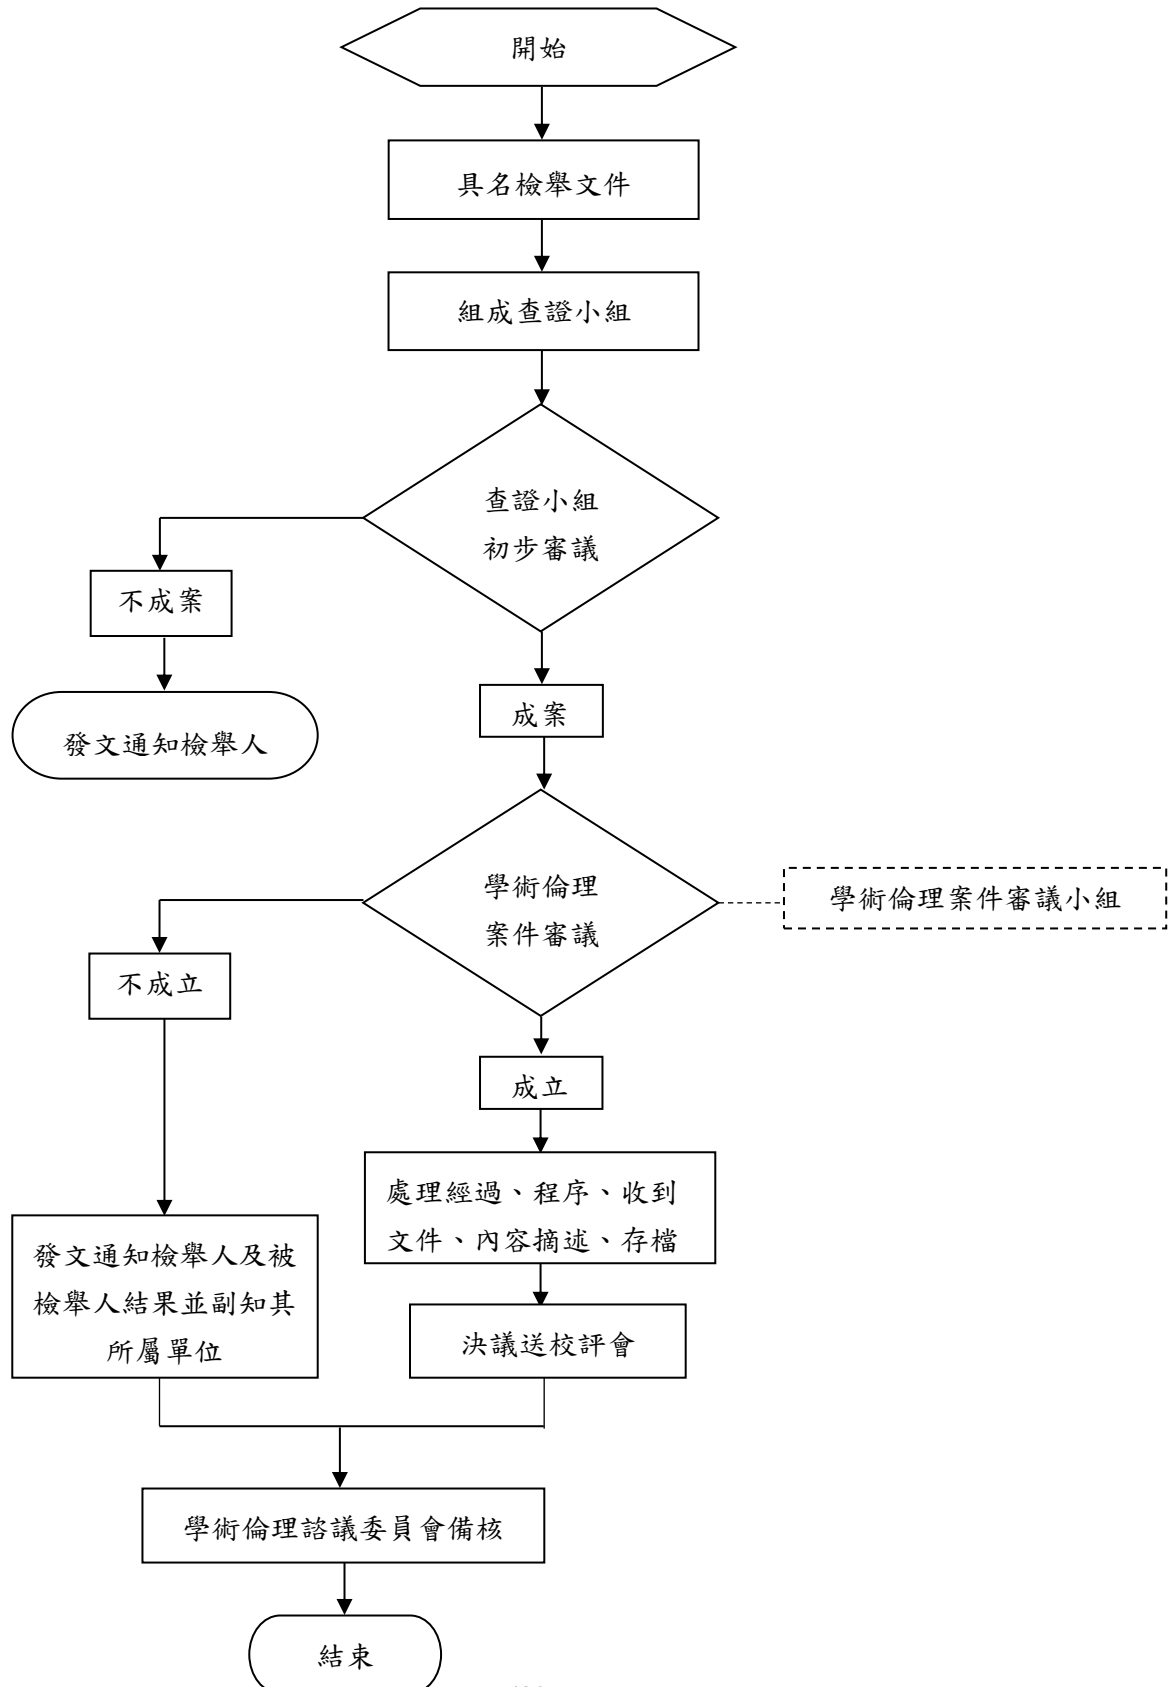 開始
具名檢舉文件
組成查證小組
查證小組
初步審議
不成案
發文通知檢舉人
成案
學術倫理
案件審議
學術倫理案件審議小組
不成立
成立
處理經過、程序、收到
文件、內容摘述、存檔
發文通知檢舉人及被
檢舉人結果並副知其
所屬單位
決議送校評會
學術倫理諮議委員會備核
結束